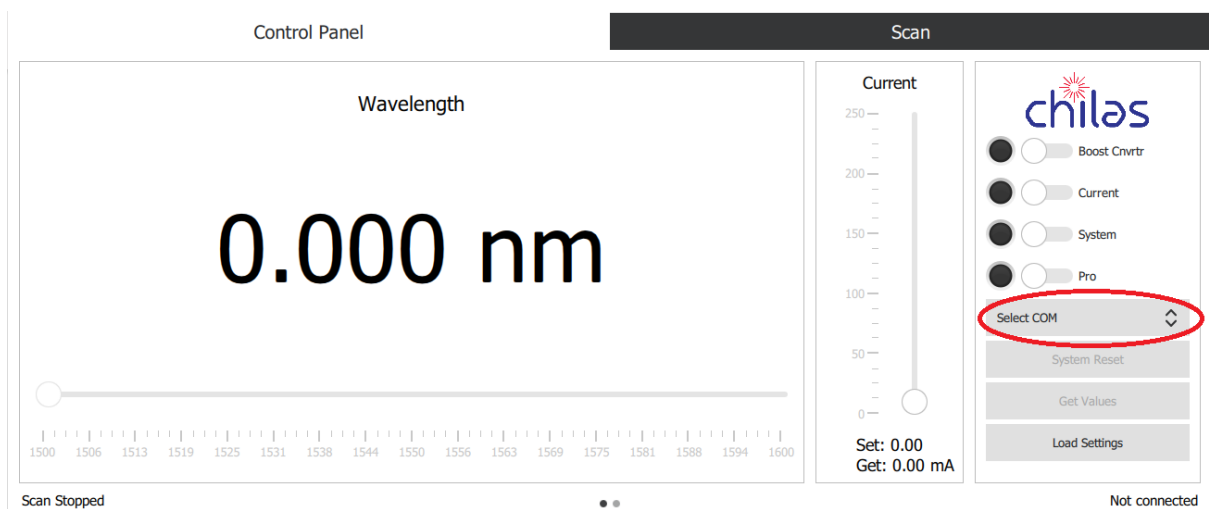 Control Panel
Scan
Wavelength
0.000 nm
1500 1506 1513 1519 1525 1531 1538 1544 1550 1556 1563 1569 1575 1581 1588 1594 1600
Current
250
200
150
100
50
0
Set: 0.00
Get: 0.00 mA
chilas
Boost Cnvrtr
Current
System
Pro
Select COM
System Reset
Get Values
Load Settings
Scan Stopped
Not connected